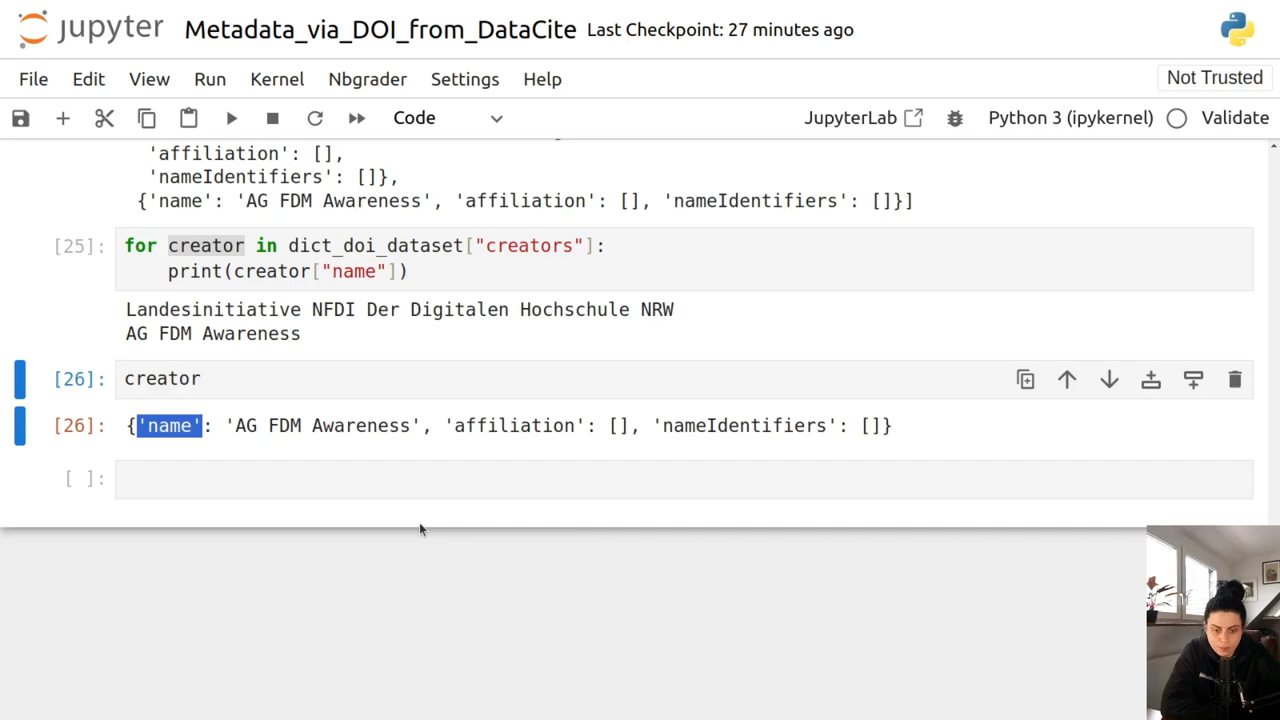 jupyter Metadata_via_DOI_from_DataCite Last Checkpoint: 27 minutes ago
File Edit View Run Kernel Nbgrader Settings Help Not Trusted
Code JupyterLab Python 3 (ipykernel) Validate
'affiliation': [],
'nameIdentifiers': []},
{'name': 'AG FDM Awareness', 'affiliation': [], 'nameIdentifiers': []}]
[25]: for creator in dict_doi_dataset["creators"]:
print(creator["name"])
Landesinitiative NFDI Der Digitalen Hochschule NRW
AG FDM Awareness
[26]: creator
[26]: {'name': 'AG FDM Awareness', 'affiliation': [], 'nameIdentifiers': []}
[ ]: